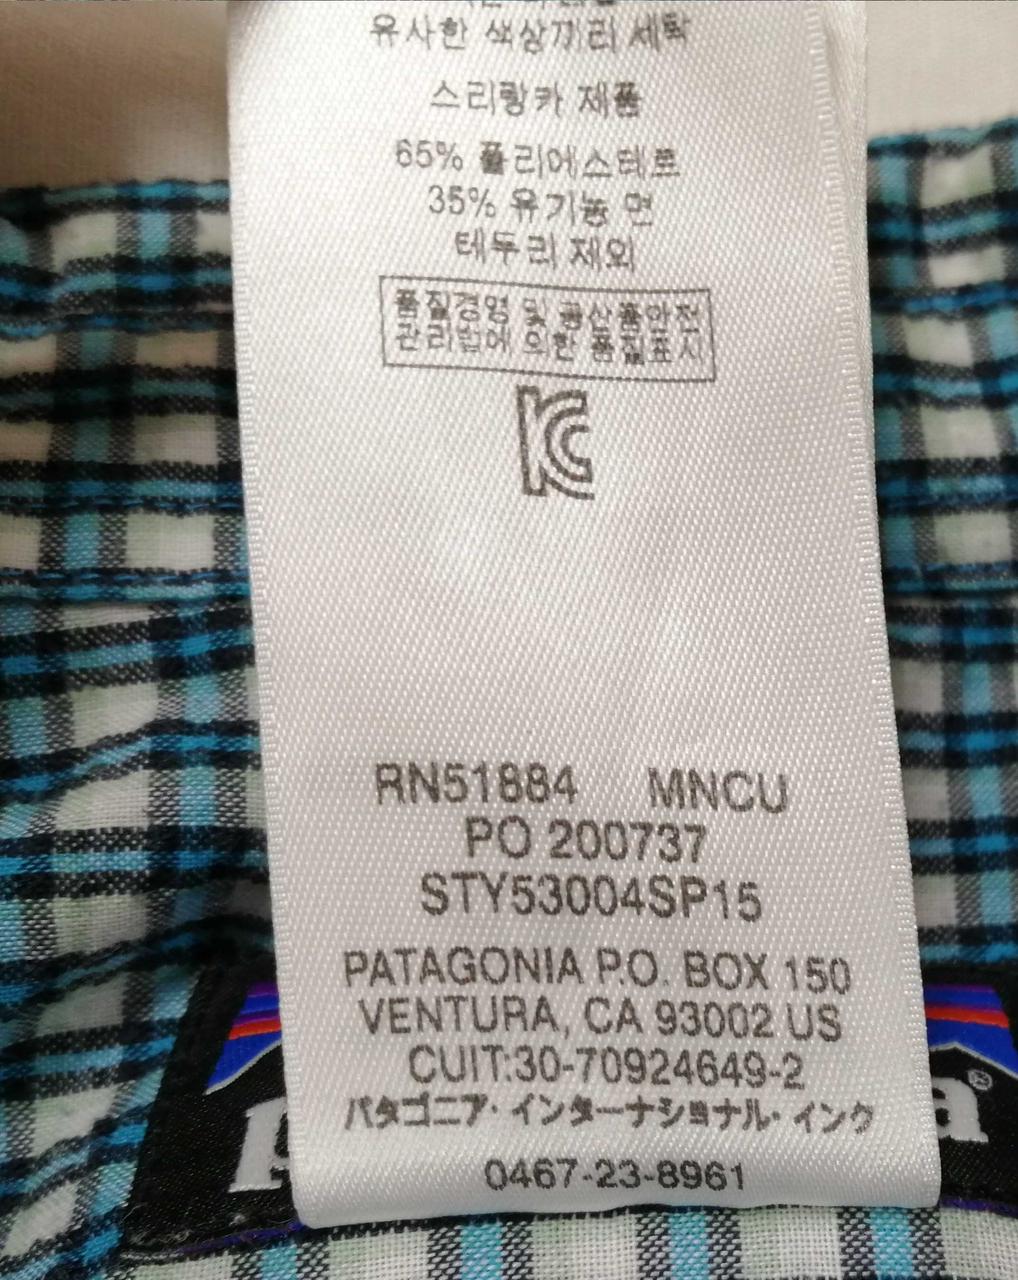 유사한 색상끼리 세탁
스리랑카 제품
65% 폴리에스테르
35% 유기농 면
테두리 제외
품질경영 및 공산품안전
관리법에 의한 품질표시
KC
RN51884 MNCU
PO 200737
STY53004SP15
PATAGONIA P.O. BOX 150
VENTURA, CA 93002 US
CUIT:30-70924649-2
パタゴニア・インターナショナル・インク
0467-23-8961